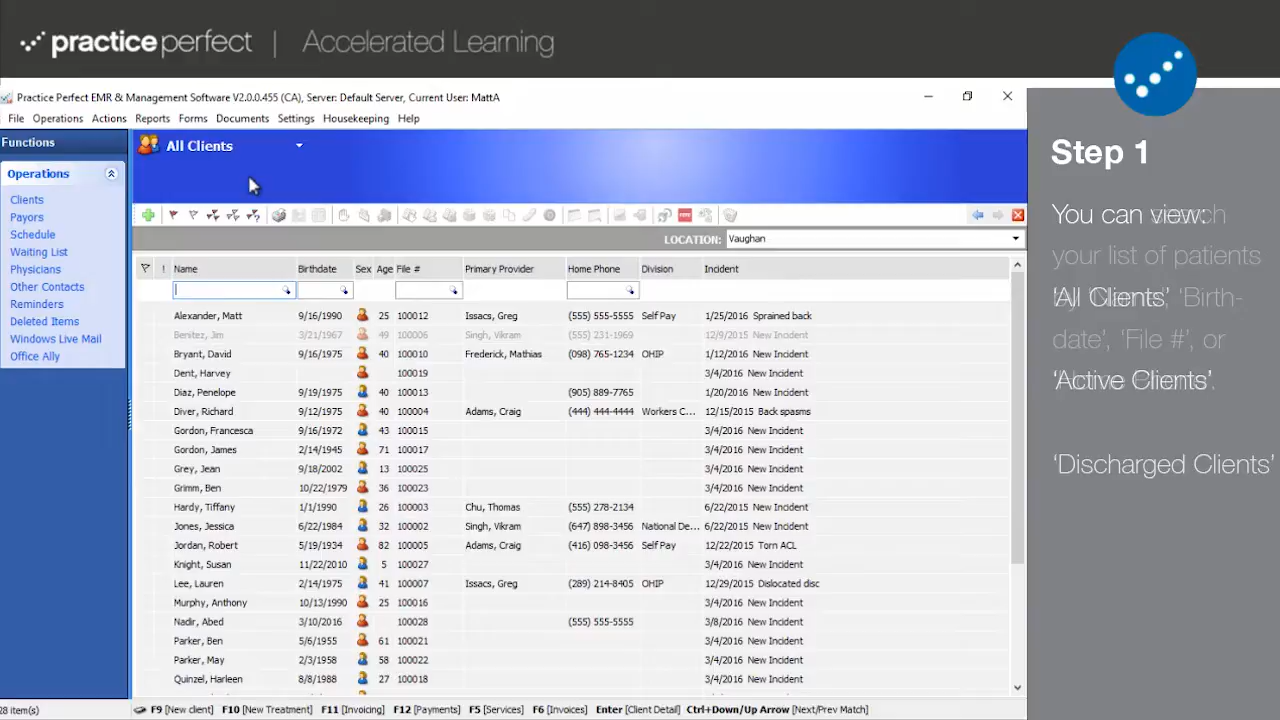 practiceperfect | Accelerated Learning
Practice Perfect EMR & Management Software V2.0.0.455 (CA), Server: Default Server, Current User: MattA
File Operations Actions Reports Forms Documents Settings Housekeeping Help
Functions
Operations
Clients
Payors
Schedule
Waiting List
Physicians
Other Contacts
Reminders
Deleted Items
Windows Live Mail
Office Ally
All Clients
LOCATION: Vaughan
! Name Birthdate Sex Age File # Primary Provider Home Phone Division Incident
Alexander, Matt 9/16/1990 25 100012 Issacs, Greg (555) 555-5555 Self Pay 1/25/2016 Sprained back
Benitez, Jim 3/21/1967 49 100006 Singh, Vikram (555) 231-1969 12/9/2015 New Incident
Bryant, David 9/16/1975 40 100010 Frederick, Mathias (098) 765-1234 OHIP 1/12/2016 New Incident
Dent, Harvey 100019 3/4/2016 New Incident
Diaz, Penelope 9/19/1975 40 100013 (905) 889-7765 1/20/2016 New Incident
Diver, Richard 9/12/1975 40 100004 Adams, Craig (444) 444-4444 Workers C... 12/15/2015 Back spasms
Gordon, Francesca 9/16/1972 43 100015 3/4/2016 New Incident
Gordon, James 2/14/1945 71 100017 3/4/2016 New Incident
Grey, Jean 9/18/2002 13 100025 3/4/2016 New Incident
Grimm, Ben 10/22/1979 36 100023 3/4/2016 New Incident
Hardy, Tiffany 1/1/1990 26 100003 Chu, Thomas (555) 278-2134 6/22/2015 New Incident
Jones, Jessica 6/22/1984 32 100002 Singh, Vikram (647) 898-3456 National De... 6/22/2015 New Incident
Jordan, Robert 5/19/1934 82 100005 Adams, Craig (416) 098-3456 Self Pay 12/22/2015 Torn ACL
Knight, Susan 11/22/2010 5 100027 3/4/2016 New Incident
Lee, Lauren 2/14/1975 41 100007 Issacs, Greg (289) 214-8405 OHIP 12/29/2015 Dislocated disc
Murphy, Anthony 10/13/1990 25 100016 3/4/2016 New Incident
Nadir, Abed 3/10/2016 100028 (555) 555-5555 3/8/2016 New Incident
Parker, Ben 5/6/1955 61 100021 3/4/2016 New Incident
Parker, May 2/3/1958 58 100022 3/4/2016 New Incident
Quinzel, Harleen 8/8/1988 27 100018 3/4/2016 New Incident
28 item(s)
F9 [New client] F10 [New Treatment] F11 [Invoicing] F12 [Payments] F5 [Services] F6 [Invoices] Enter [Client Detail] Ctrl+Down/Up Arrow [Next/Prev Match]
Step 1
You can view:
your list of patients
'All Clients' 'Birth-
date', 'File #', or
'Active Clients'
'Discharged Clients'